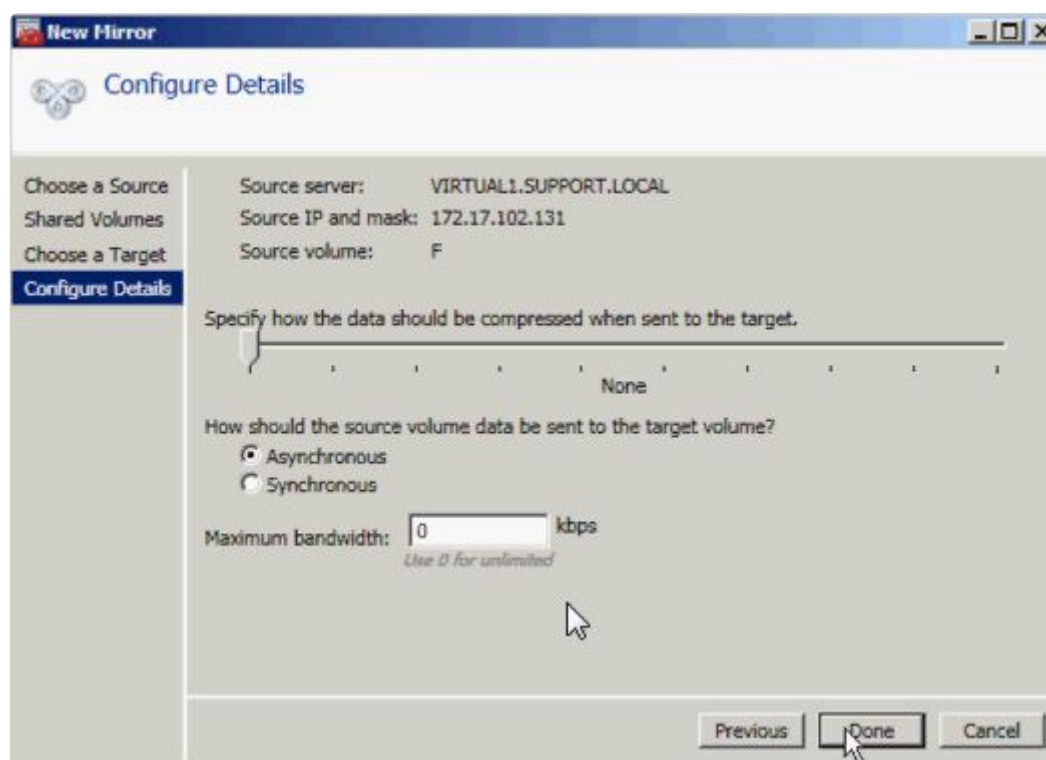 New Mirror
Configure Details
Choose a Source
Shared Volumes
Choose a Target
Configure Details
Source server: VIRTUAL1.SUPPORT.LOCAL
Source IP and mask: 172.17.102.131
Source volume: F
Specify how the data should be compressed when sent to the target.
None
How should the source volume data be sent to the target volume?
Asynchronous
Synchronous
Maximum bandwidth: 0 kbps
Use 0 for unlimited
Previous Done Cancel